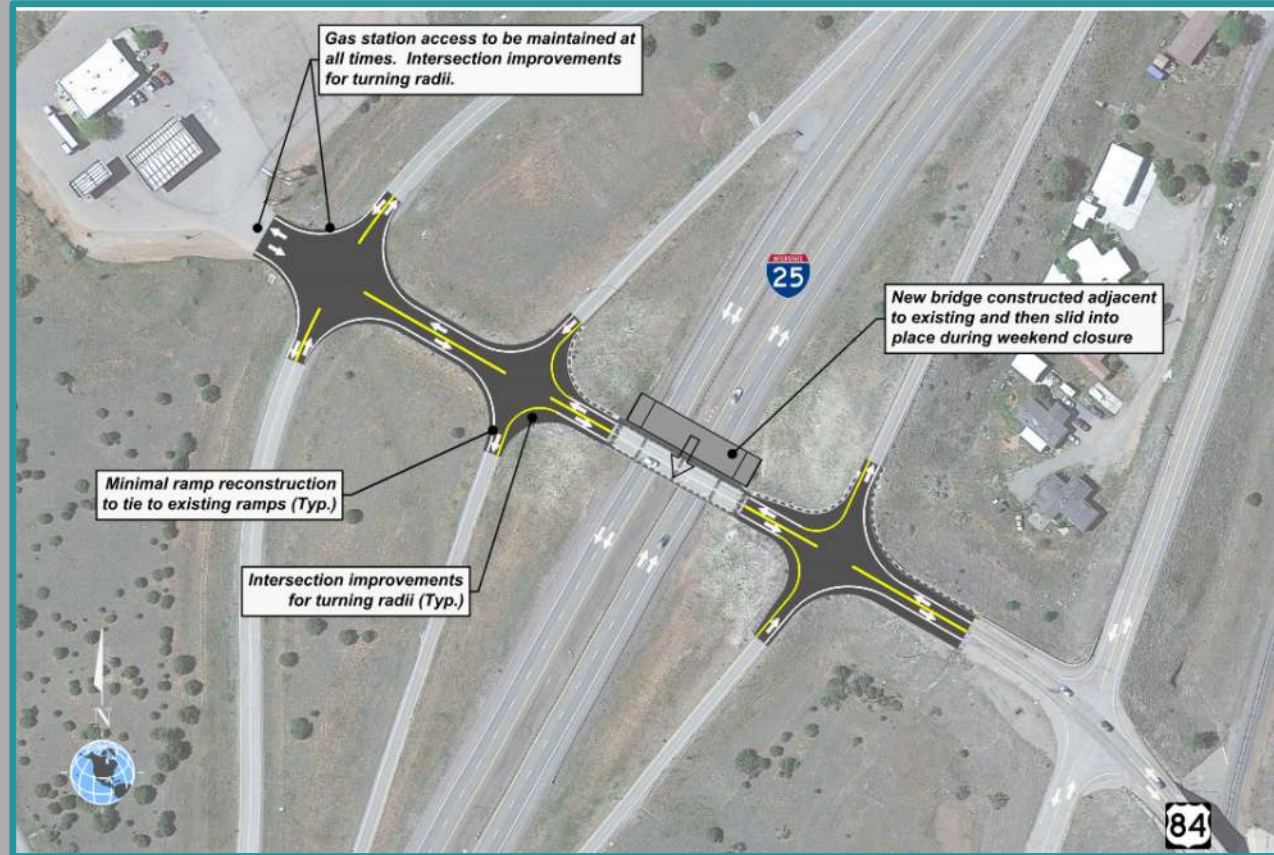 Gas station access to be maintained at
all times.  Intersection improvements
for turning radii.
INTERSTATE
25
New bridge constructed adjacent
to existing and then slid into
place during weekend closure
Minimal ramp reconstruction
to tie to existing ramps (Typ.)
Intersection improvements
for turning radii (Typ.)
N
84